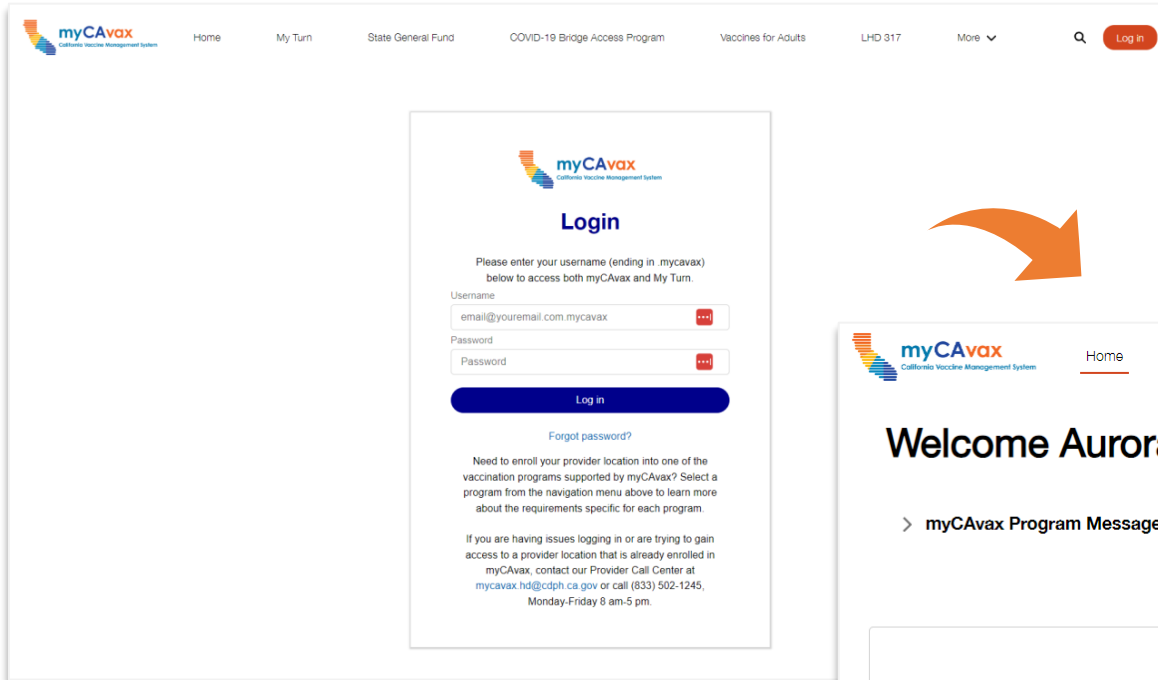 myCAvax
California Vaccine Management System
Home My Turn State General Fund COVID-19 Bridge Access Program Vaccines for Adults LHD 317 More Log in
myCAvax
California Vaccine Management System
Login
Please enter your username (ending in .mycavax)
below to access both myCAvax and My Turn.
Username
email@youremail.com.mycavax
Password
Password
Log in
Forgot password?
Need to enroll your provider location into one of the
vaccination programs supported by myCAvax? Select a
program from the navigation menu above to learn more
about the requirements specific for each program.
If you are having issues logging in or are trying to gain
access to a provider location that is already enrolled in
myCAvax, contact our Provider Call Center at
mycavax.hd@cdph.ca.gov or call (833) 502-1245,
Monday-Friday 8 am-5 pm.
myCAvax
California Vaccine Management System
Home
Welcome Aurora
myCAvax Program Message